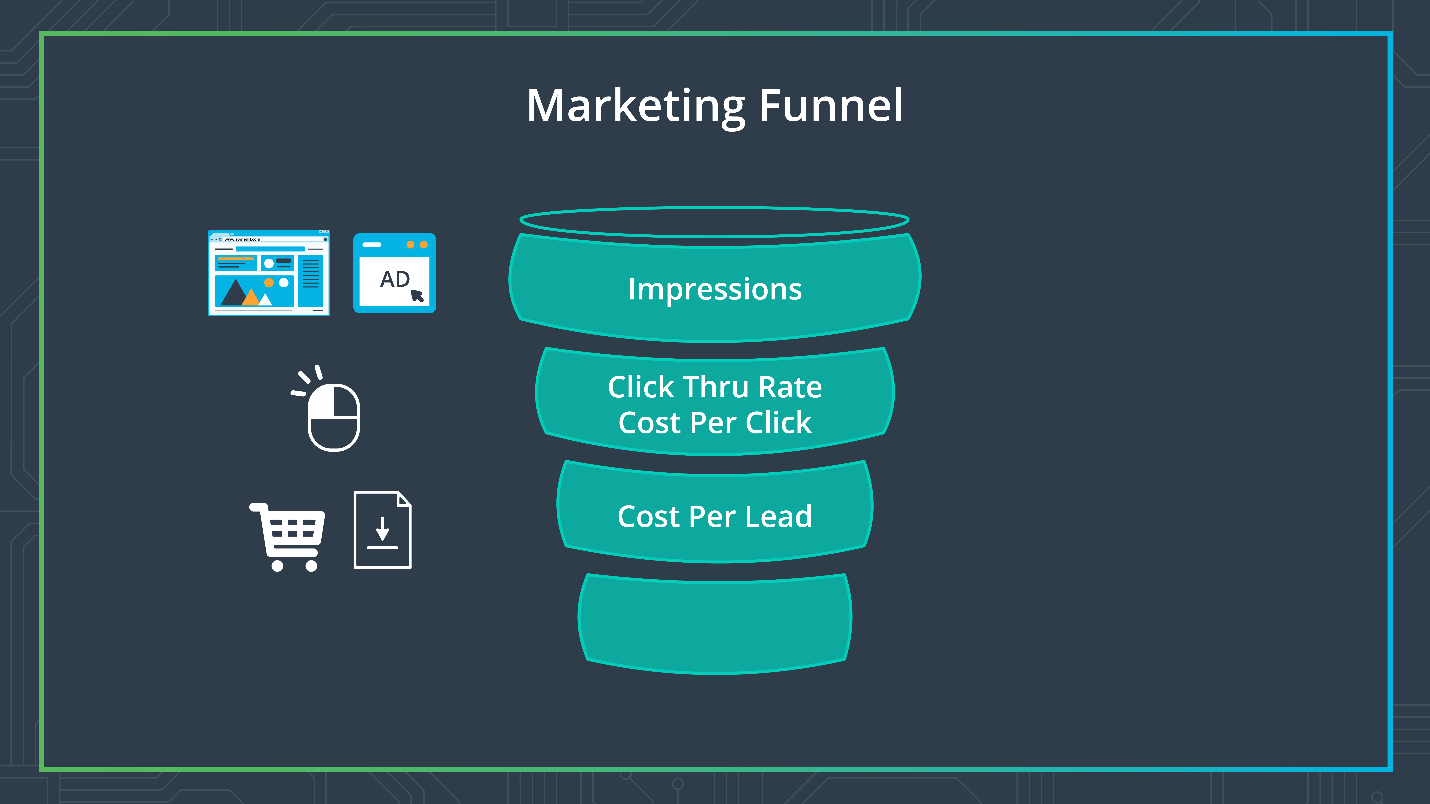 Marketing Funnel
AD
Impressions
Click Thru Rate
Cost Per Click
Cost Per Lead